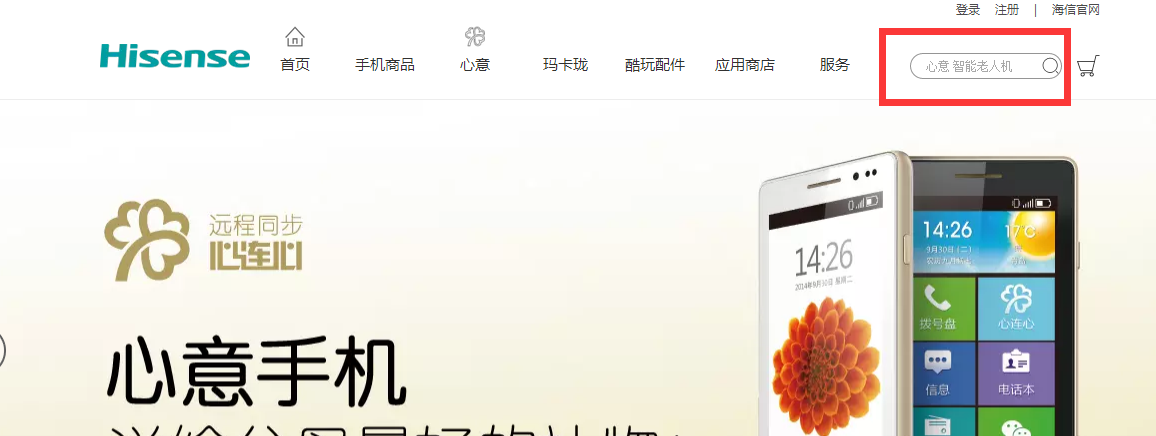 登录 注册 | 海信官网
Hisense 首页 手机商品 心意 玛卡珑 酷玩配件 应用商店 服务 心意 智能老人机
远程同步
心连心
心意手机
14:26
2014年9月30日 星期二
14:26 17℃
9月30日 (二)
拨号盘 心连心
信息 电话本